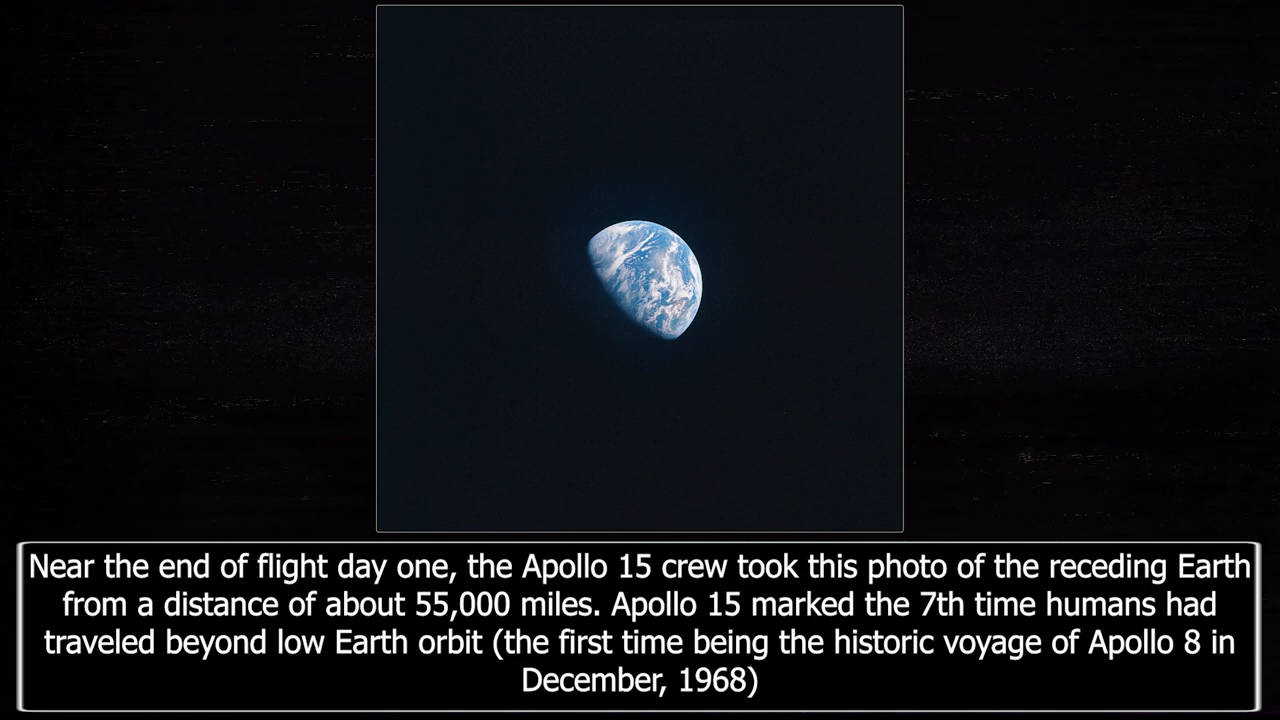 Near the end of flight day one, the Apollo 15 crew took this photo of the receding Earth
from a distance of about 55,000 miles. Apollo 15 marked the 7th time humans had
traveled beyond low Earth orbit (the first time being the historic voyage of Apollo 8 in
December, 1968)